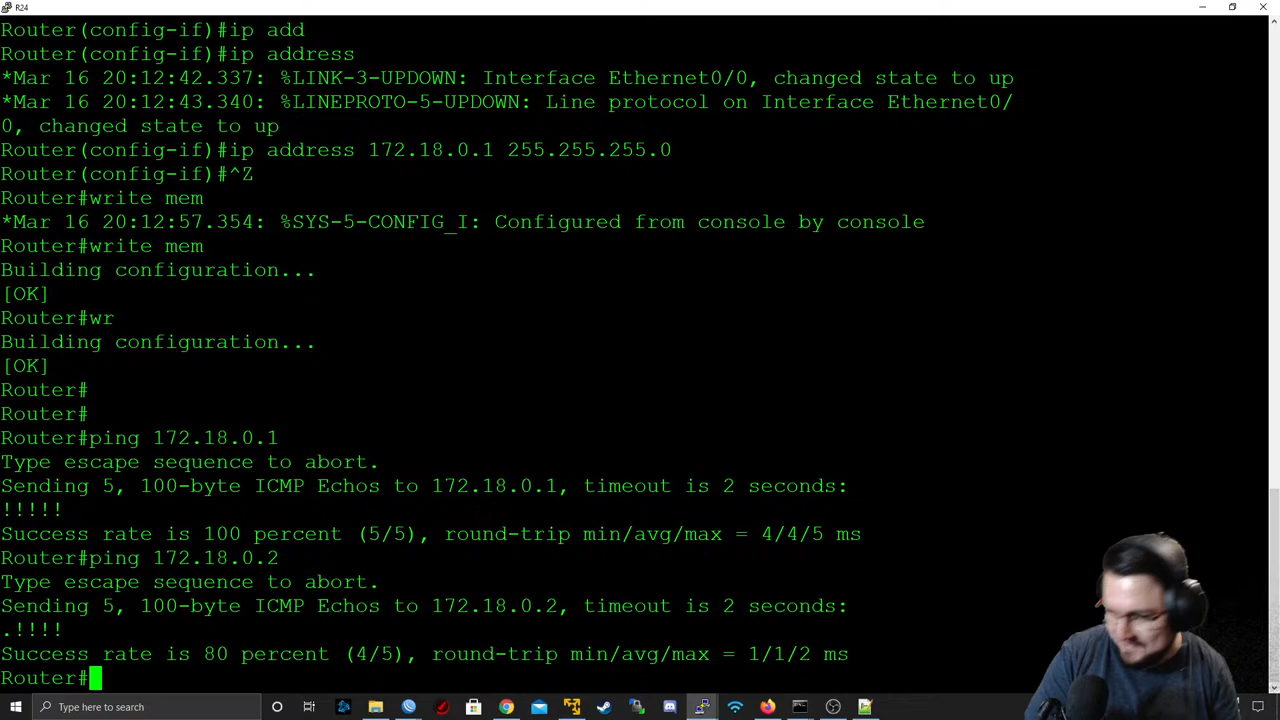 R24
Router(config-if)#ip add
Router(config-if)#ip address
*Mar 16 20:12:42.337: %LINK-3-UPDOWN: Interface Ethernet0/0, changed state to up
*Mar 16 20:12:43.340: %LINEPROTO-5-UPDOWN: Line protocol on Interface Ethernet0/
0, changed state to up
Router(config-if)#ip address 172.18.0.1 255.255.255.0
Router(config-if)#^Z
Router#write mem
*Mar 16 20:12:57.354: %SYS-5-CONFIG_I: Configured from console by console
Router#write mem
Building configuration...
[OK]
Router#wr
Building configuration...
[OK]
Router#
Router#
Router#ping 172.18.0.1
Type escape sequence to abort.
Sending 5, 100-byte ICMP Echos to 172.18.0.1, timeout is 2 seconds:
!!!!!
Success rate is 100 percent (5/5), round-trip min/avg/max = 4/4/5 ms
Router#ping 172.18.0.2
Type escape sequence to abort.
Sending 5, 100-byte ICMP Echos to 172.18.0.2, timeout is 2 seconds:
.!!!!
Success rate is 80 percent (4/5), round-trip min/avg/max = 1/1/2 ms
Router#
Type here to search